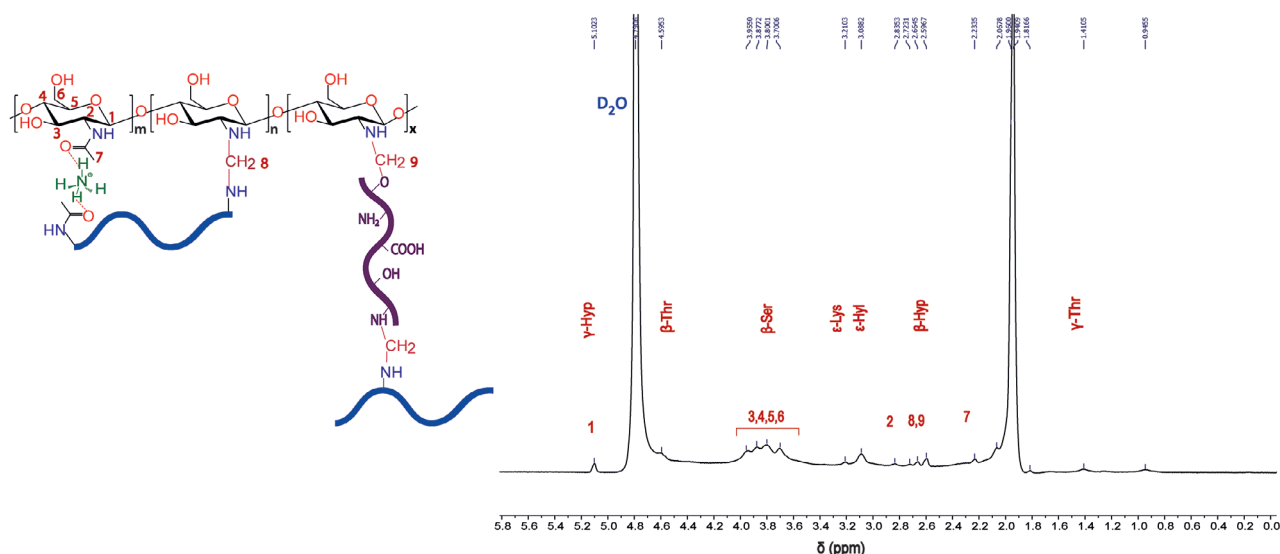 5.1023
4.5953
3.9550
3.8772
3.8001
3.7006
3.2103
3.0882
2.8353
2.7231
2.6645
2.5967
2.2335
2.0678
1.8166
1.4105
0.9455
OH
6
4
5
O
O
HO
3
2
1
NH
m
O
7
OH
O
O
HO
NH
n
CH2 8
NH
OH
O
O
HO
NH
O
x
CH2 9
O
NH2
COOH
OH
NH
CH2
NH
H
H
N
H
H
O
HN
D2O
γ-Hyp
β-Thr
β-Ser
ε-Lys
ε-Hyl
β-Hyp
γ-Thr
1
3,4,5,6
2
8,9
7
5.8 5.6 5.4 5.2 5.0 4.8 4.6 4.4 4.2 4.0 3.8 3.6 3.4 3.2 3.0 2.8 2.6 2.4 2.2 2.0 1.8 1.6 1.4 1.2 1.0 0.8 0.6 0.4 0.2 0.0
δ (ppm)